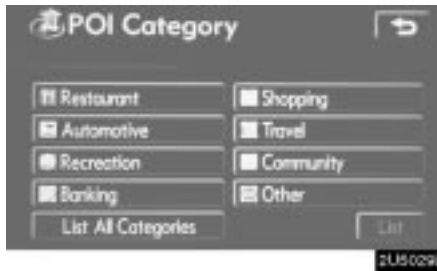 POI Category
Restaurant Shopping
Automotive Travel
Recreation Community
Banking Other
List All Categories List
2U5029